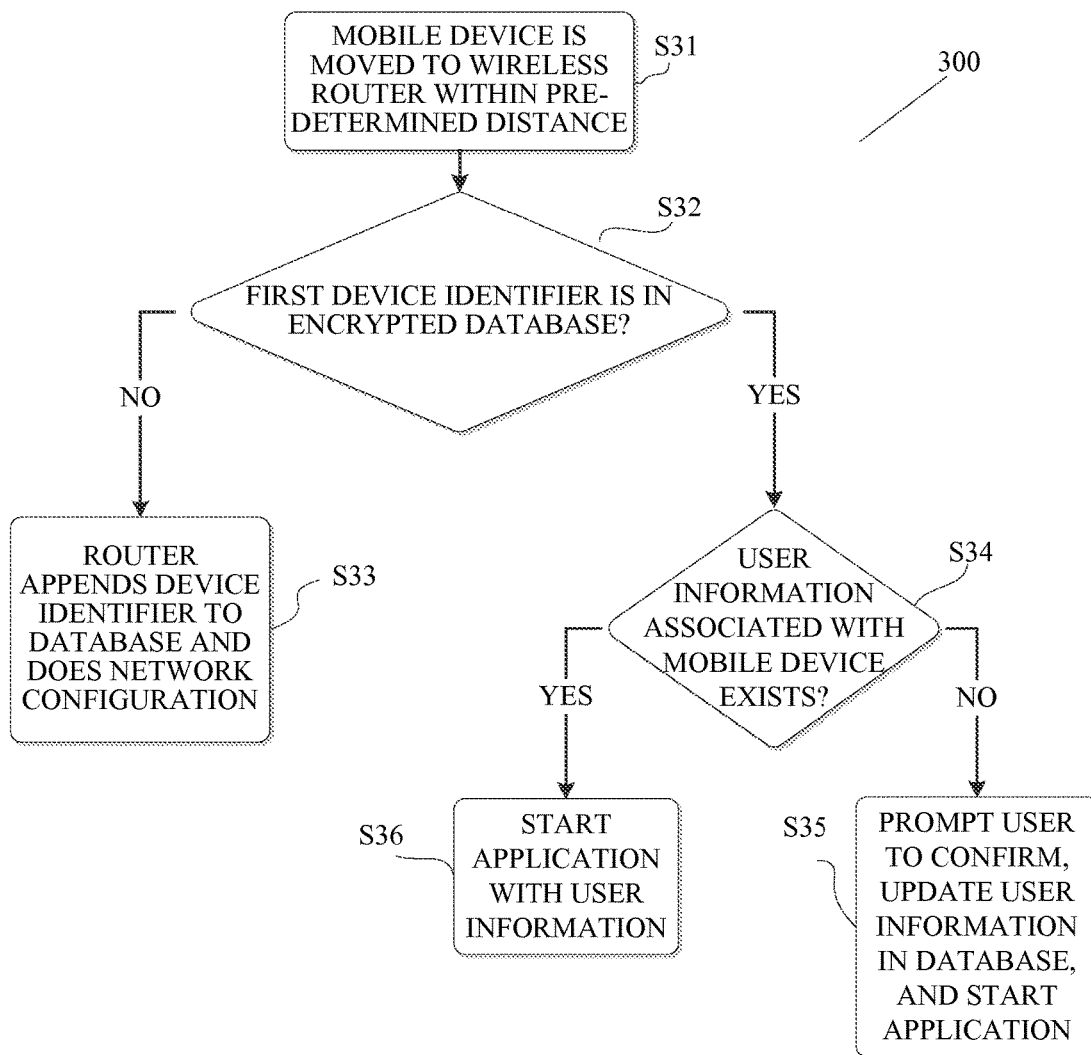 MOBILE DEVICE IS
MOVED TO WIRELESS
ROUTER WITHIN PRE-
DETERMINED DISTANCE
S31
300
S32
FIRST DEVICE IDENTIFIER IS IN
ENCRYPTED DATABASE?
NO
YES
ROUTER
APPENDS DEVICE
IDENTIFIER TO
DATABASE AND
DOES NETWORK
CONFIGURATION
S33
USER
INFORMATION
ASSOCIATED WITH
MOBILE DEVICE
EXISTS?
S34
YES
NO
S36
START
APPLICATION
WITH USER
INFORMATION
S35
PROMPT USER
TO CONFIRM,
UPDATE USER
INFORMATION
IN DATABASE,
AND START
APPLICATION